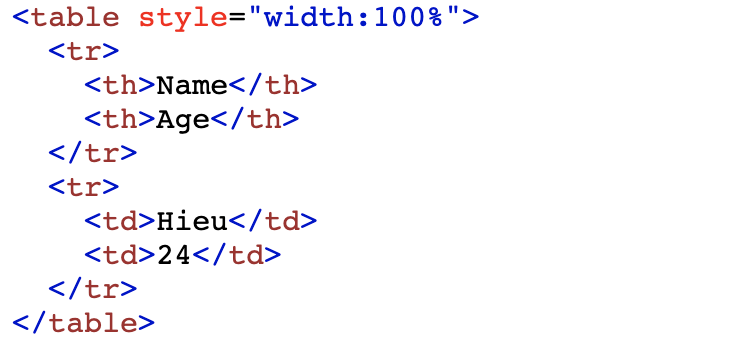 <table style="width:100%">
  <tr>
    <th>Name</th>
    <th>Age</th>
  </tr>
  <tr>
    <td>Hieu</td>
    <td>24</td>
  </tr>
</table>